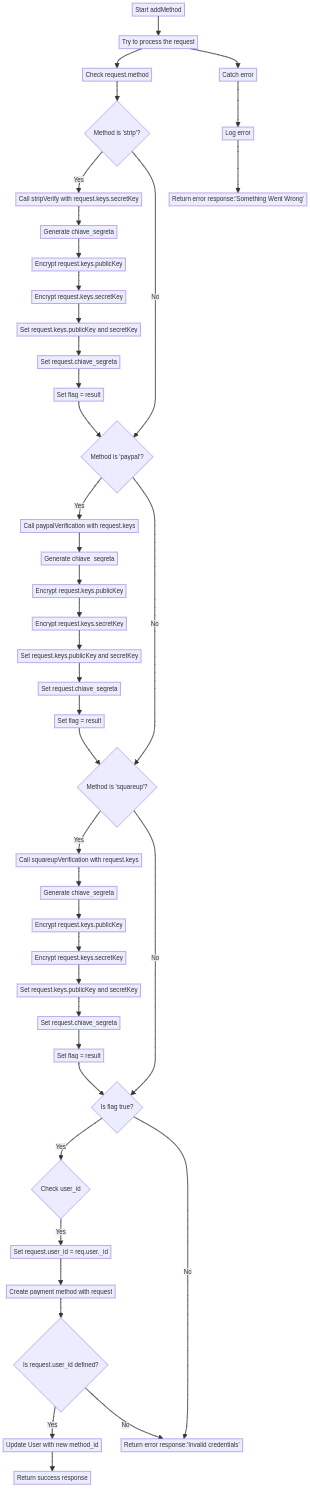 Start addMethod
Try to process the request
Check request.method
Catch error
Method is 'strip'?
Log error
Yes
Call stripVerify with request.keys.secretKey
Return error response:'Something Went Wrong'
Generate chiave_segreta
Encrypt request.keys.publicKey
Encrypt request.keys.secretKey
No
Set request.keys.publicKey and secretKey
Set request.chiave_segreta
Set flag = result
Method is 'paypal'?
Yes
Call paypalVerification with request.keys
Generate chiave_segreta
Encrypt request.keys.publicKey
Encrypt request.keys.secretKey
No
Set request.keys.publicKey and secretKey
Set request.chiave_segreta
Set flag = result
Method is 'squareup'?
Yes
Call squareupVerification with request.keys
Generate chiave_segreta
Encrypt request.keys.publicKey
Encrypt request.keys.secretKey
No
Set request.keys.publicKey and secretKey
Set request.chiave_segreta
Set flag = result
Is flag true?
Yes
Check user_id
Yes
Set request.user_id = req.user._id
No
Create payment method with request
Is request.user_id defined?
Yes
No
Update User with new method_id
Return error response:'Invalid credentials'
Return success response